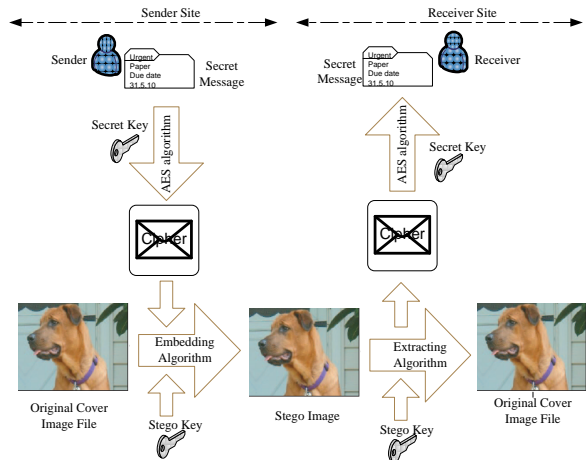 Sender Site
Receiver Site
Sender
Urgent
Paper
Due date
31.5.10
Secret
Message
Secret
Message
Urgent
Paper
Due date
31.5.10
Receiver
Secret Key
AES algorithm
AES algorithm
Secret Key
Cipher
Cipher
Embedding
Algorithm
Extracting
Algorithm
Original Cover
Image File
Stego Image
Original Cover
Image File
Stego Key
Stego Key